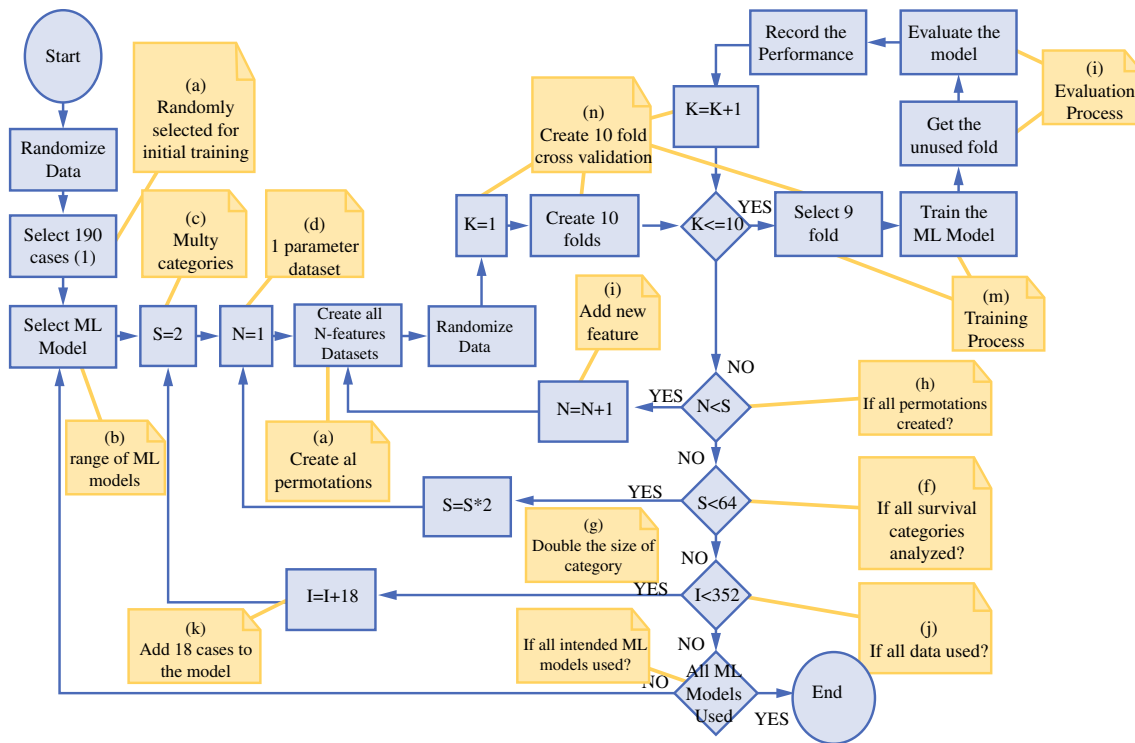 Start
Randomize
Data
Select 190
cases (1)
Select ML
Model
(a)
Randomly
selected for
initial training
(b)
range of ML
models
(c)
Multy
categories
S=2
(d)
1 parameter
dataset
N=1
Create all
N-features
Datasets
(a)
Create al
permotations
Randomize
Data
K=1
(n)
Create 10 fold
cross validation
Create 10
folds
K=K+1
K<=10
YES
NO
Select 9
fold
Train the
ML Model
(m)
Training
Process
Get the
unused fold
Evaluate the
model
(i)
Evaluation
Process
Record the
Performance
(i)
Add new
feature
N=N+1
YES
N<S
NO
(h)
If all permotations
created?
S=S*2
YES
S<64
NO
(f)
If all survival
categories
analyzed?
(g)
Double the size of
category
I=I+18
YES
I<352
NO
(j)
If all data used?
(k)
Add 18 cases to
the model
If all intended ML
models used?
NO
All ML
Models
Used
YES
End